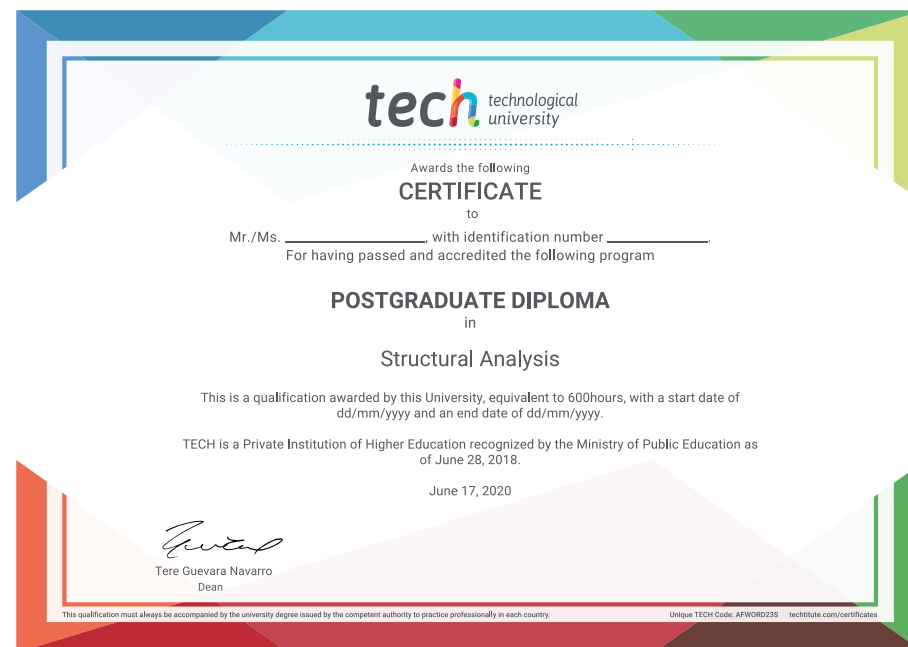 tech technological
university
Awards the following
CERTIFICATE
to
Mr./Ms. ____________________, with identification number ______________.
For having passed and accredited the following program
POSTGRADUATE DIPLOMA
in
Structural Analysis
This is a qualification awarded by this University, equivalent to 600hours, with a start date of
dd/mm/yyyy and an end date of dd/mm/yyyy.
TECH is a Private Institution of Higher Education recognized by the Ministry of Public Education as
of June 28, 2018.
June 17, 2020
Tere Guevara Navarro
Dean
This qualification must always be accompanied by the university degree issued by the competent authority to practice professionally in each country. Unique TECH Code: AFWORD23S techtitute.com/certificates